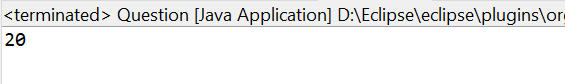 <terminated> Question [Java Application] D:\Eclipse\eclipse\plugins\or
20